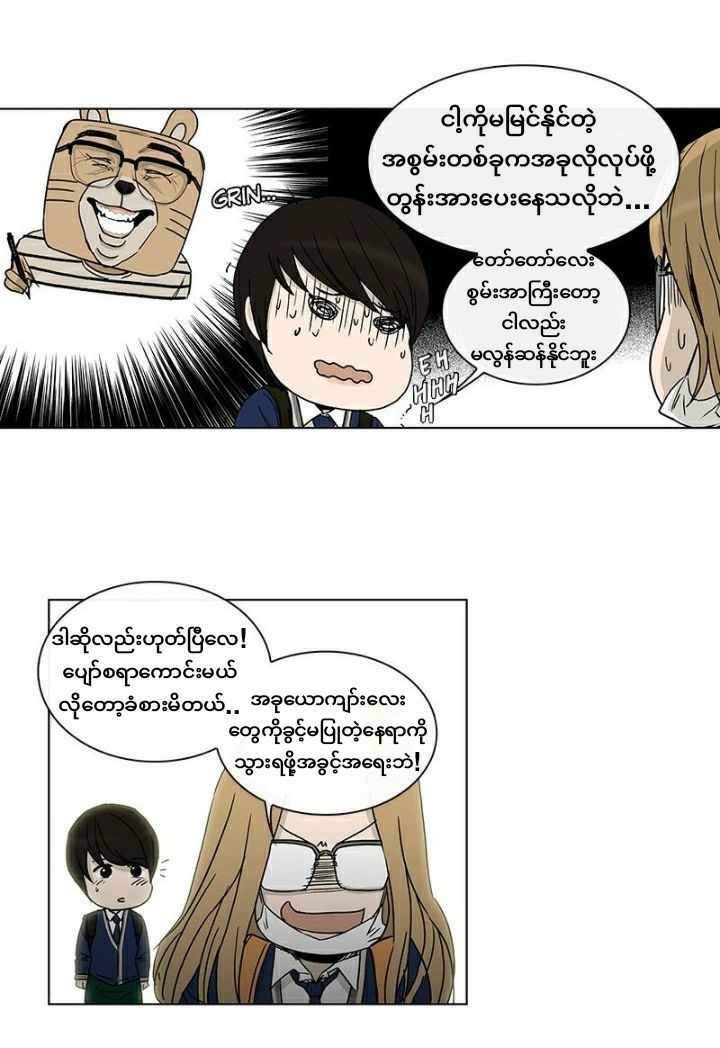 ငါ့ကိုမမြင်နိုင်တဲ့
အစွမ်းတစ်ခုကအခုလိုလုပ်ဖို့
တွန်းအားပေးနေသလိုဘဲ...
GRIN...
တော်တော်လေး
စွမ်းအာကြီးတော့
ငါလည်း
မလွန်ဆန်နိုင်ဘူး
EH
HHH
H
ဒါဆိုလည်းဟုတ်ပြီလေ!
ပျော်စရာကောင်းမယ်
လို့တော့ခံစားမိတယ်..
အခုယောကျာ်းလေး
တွေကိုခွင့်မပြုတဲ့နေရာကို
သွားရဖို့အခွင့်အရေးဘဲ!